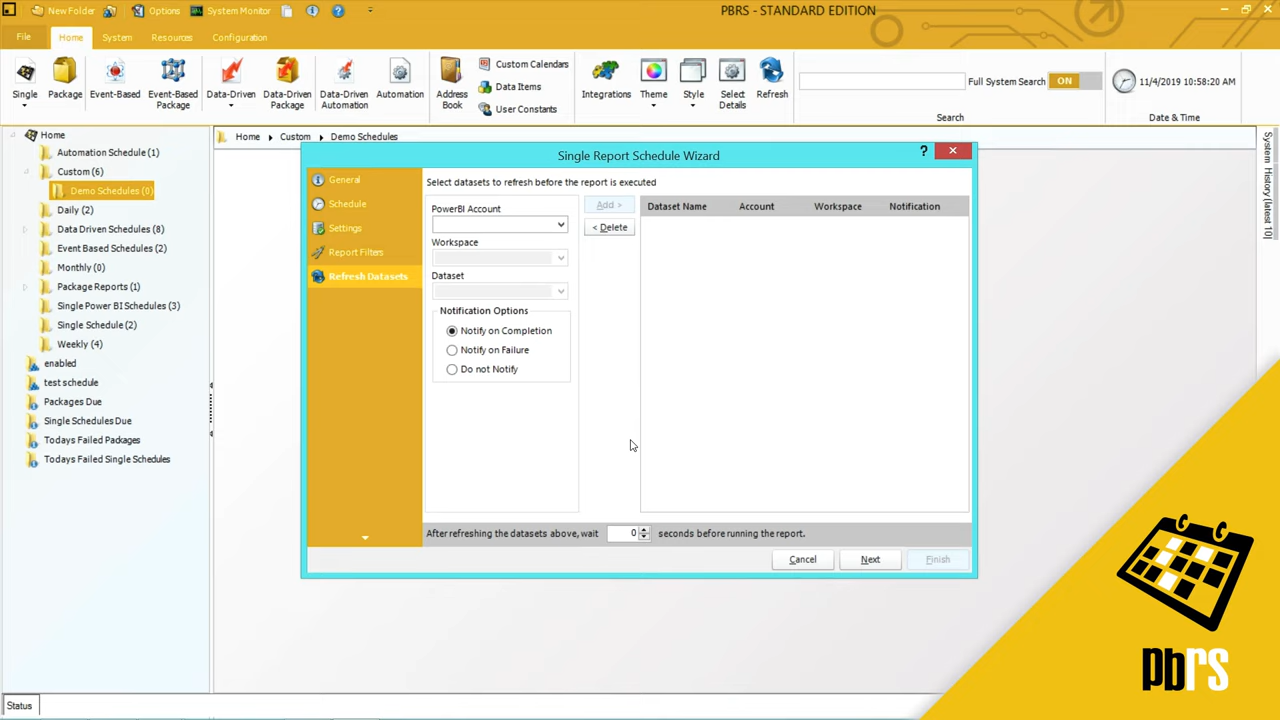 New Folder
Options
System Monitor
PBRS - STANDARD EDITION
File
Home
System
Resources
Configuration
Single
Package
Event-Based
Event-Based
Package
Data-Driven
Data-Driven
Package
Data-Driven
Automation
Automation
Address
Book
Custom Calendars
Data Items
User Constants
Integrations
Theme
Style
Select
Details
Refresh
Full System Search
ON
Search
11/4/2019 10:58:20 AM
Date & Time
Home
Automation Schedule (1)
Custom (6)
Demo Schedules (0)
Daily (2)
Data Driven Schedules (8)
Event Based Schedules (2)
Monthly (0)
Package Reports (1)
Single Power BI Schedules (3)
Single Schedule (2)
Weekly (4)
enabled
test schedule
Packages Due
Single Schedules Due
Todays Failed Packages
Todays Failed Single Schedules
Home
Custom
Demo Schedules
System History (latest 10)
Single Report Schedule Wizard
?
General
Schedule
Settings
Report Filters
Refresh Datasets
Select datasets to refresh before the report is executed
PowerBI Account
Workspace
Dataset
Notification Options
Notify on Completion
Notify on Failure
Do not Notify
Add >
< Delete
Dataset Name
Account
Workspace
Notification
After refreshing the datasets above, wait 0 seconds before running the report.
Cancel
Next
Finish
pbrs
Status